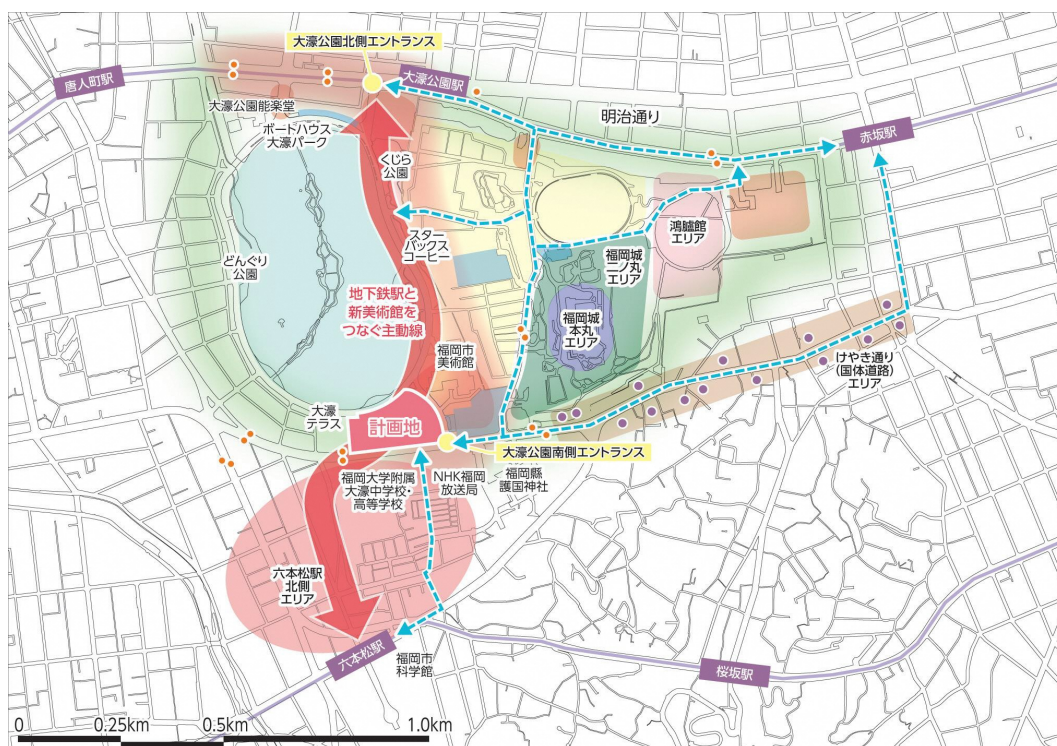 大濠公園北側エントランス
唐人町駅
大濠公園駅
大濠公園能楽堂
明治通り
赤坂駅
ボートハウス
大濠パーク
くじら
公園
鴻臚館
エリア
スター
バックス
コーヒー
どんぐり
公園
福岡城
二ノ丸
エリア
地下鉄駅と
新美術館を
つなぐ主動線
福岡城
本丸
エリア
福岡市
美術館
けやき通り
(国体道路)
エリア
大濠
テラス
計画地
大濠公園南側エントランス
福岡大学附属
大濠中学校・
高等学校
NHK福岡
放送局
福岡縣
護国神社
六本松駅
北側
エリア
六本松駅
福岡市
科学館
桜坂駅
0 0.25km 0.5km 1.0km